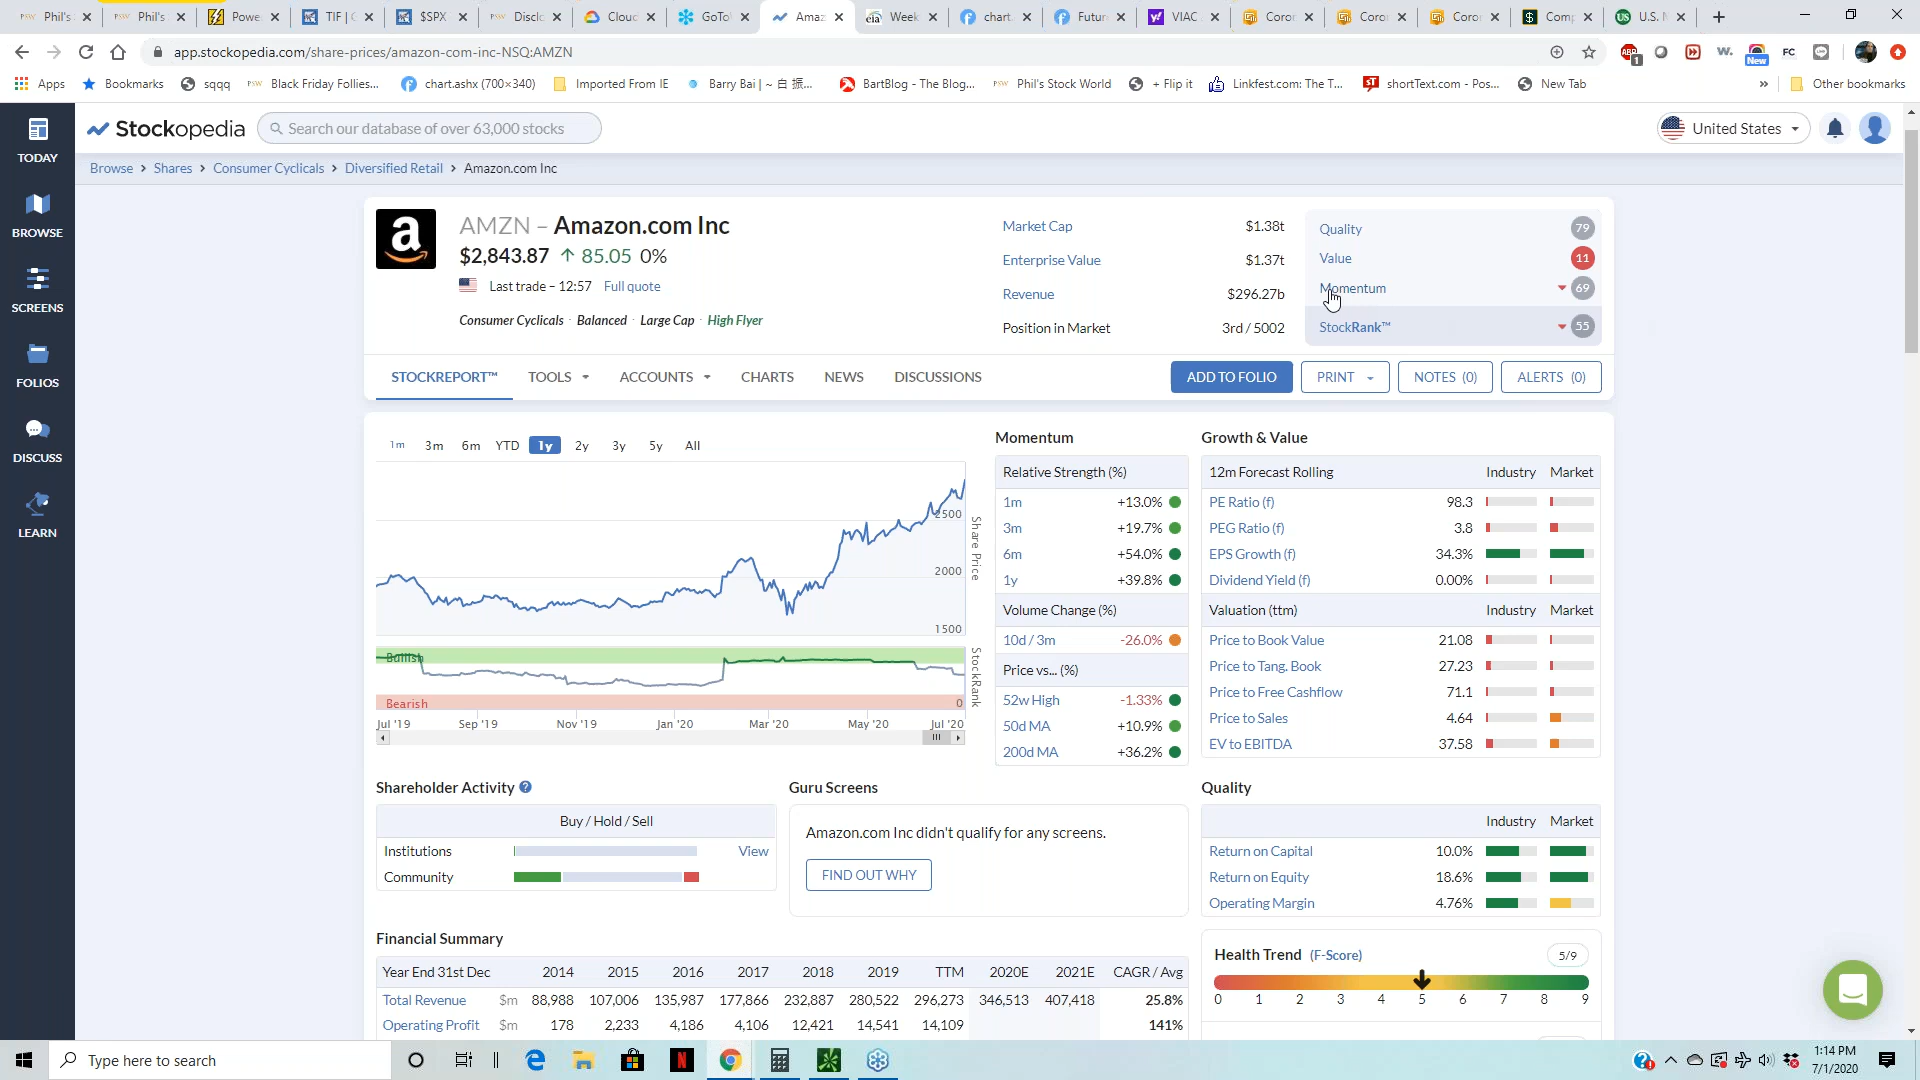 Phil's
Phil's
Powe
TIF | C
$SPX
Disclo
Clouc
GoTo
Amaz
Week
chart.
Futur
VIAC
Coror
Coror
Coror
Comp
U.S. M
app.stockopedia.com/share-prices/amazon-com-inc-NSQ:AMZN
Apps
Bookmarks
sqqq
Black Friday Follies...
chart.ashx (700×340)
Imported From IE
Barry Bai | ~ 白 振...
BartBlog - The Blog...
Phil's Stock World
+ Flip it
Linkfest.com: The T...
shortText.com - Pos...
New Tab
»
Other bookmarks
TODAY
BROWSE
SCREENS
FOLIOS
DISCUSS
LEARN
Stockopedia
Search our database of over 63,000 stocks
United States
Browse > Shares > Consumer Cyclicals > Diversified Retail > Amazon.com Inc
AMZN – Amazon.com Inc
$2,843.87 ↑ 85.05 0%
Last trade – 12:57 Full quote
Consumer Cyclicals · Balanced · Large Cap · High Flyer
Market Cap $1.38t
Enterprise Value $1.37t
Revenue $296.27b
Position in Market 3rd / 5002
Quality 79
Value 11
Momentum 69
StockRank™ 55
STOCKREPORT™
TOOLS
ACCOUNTS
CHARTS
NEWS
DISCUSSIONS
ADD TO FOLIO
PRINT
NOTES (0)
ALERTS (0)
1m 3m 6m YTD 1y 2y 3y 5y All
2500
2000
1500
Share Price
Bullish
Bearish
0
StockRank
Jul '19 Sep '19 Nov '19 Jan '20 Mar '20 May '20 Jul '20
Momentum
Relative Strength (%)
1m +13.0%
3m +19.7%
6m +54.0%
1y +39.8%
Volume Change (%)
10d / 3m -26.0%
Price vs... (%)
52w High -1.33%
50d MA +10.9%
200d MA +36.2%
Growth & Value
12m Forecast Rolling Industry Market
PE Ratio (f) 98.3
PEG Ratio (f) 3.8
EPS Growth (f) 34.3%
Dividend Yield (f) 0.00%
Valuation (ttm) Industry Market
Price to Book Value 21.08
Price to Tang. Book 27.23
Price to Free Cashflow 71.1
Price to Sales 4.64
EV to EBITDA 37.58
Shareholder Activity
Buy / Hold / Sell
Institutions View
Community
Guru Screens
Amazon.com Inc didn't qualify for any screens.
FIND OUT WHY
Quality
Industry Market
Return on Capital 10.0%
Return on Equity 18.6%
Operating Margin 4.76%
Financial Summary
Year End 31st Dec 2014 2015 2016 2017 2018 2019 TTM 2020E 2021E CAGR / Avg
Total Revenue $m 88,988 107,006 135,987 177,866 232,887 280,522 296,273 346,513 407,418 25.8%
Operating Profit $m 178 2,233 4,186 4,106 12,421 14,541 14,109 141%
Health Trend (F-Score) 5/9
0 1 2 3 4 5 6 7 8 9
Type here to search
1:14 PM
7/1/2020